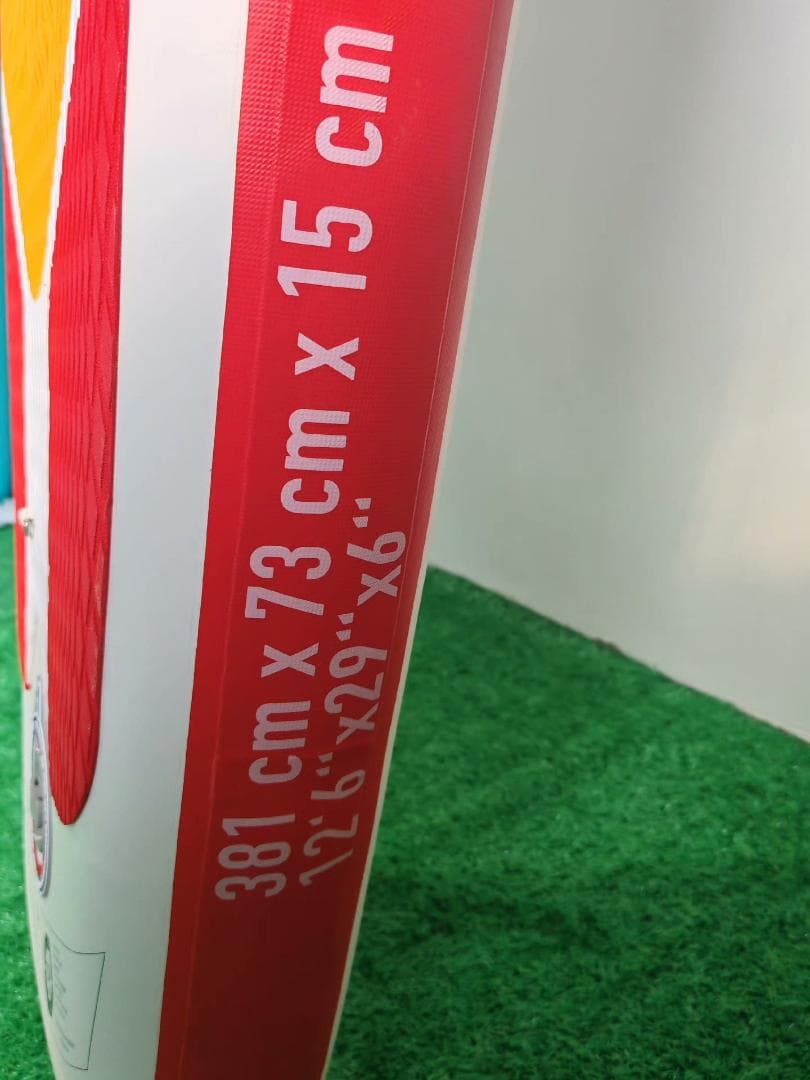 381 cm x 73 cm x 15 cm
12‘ 6“ x29“ x6“